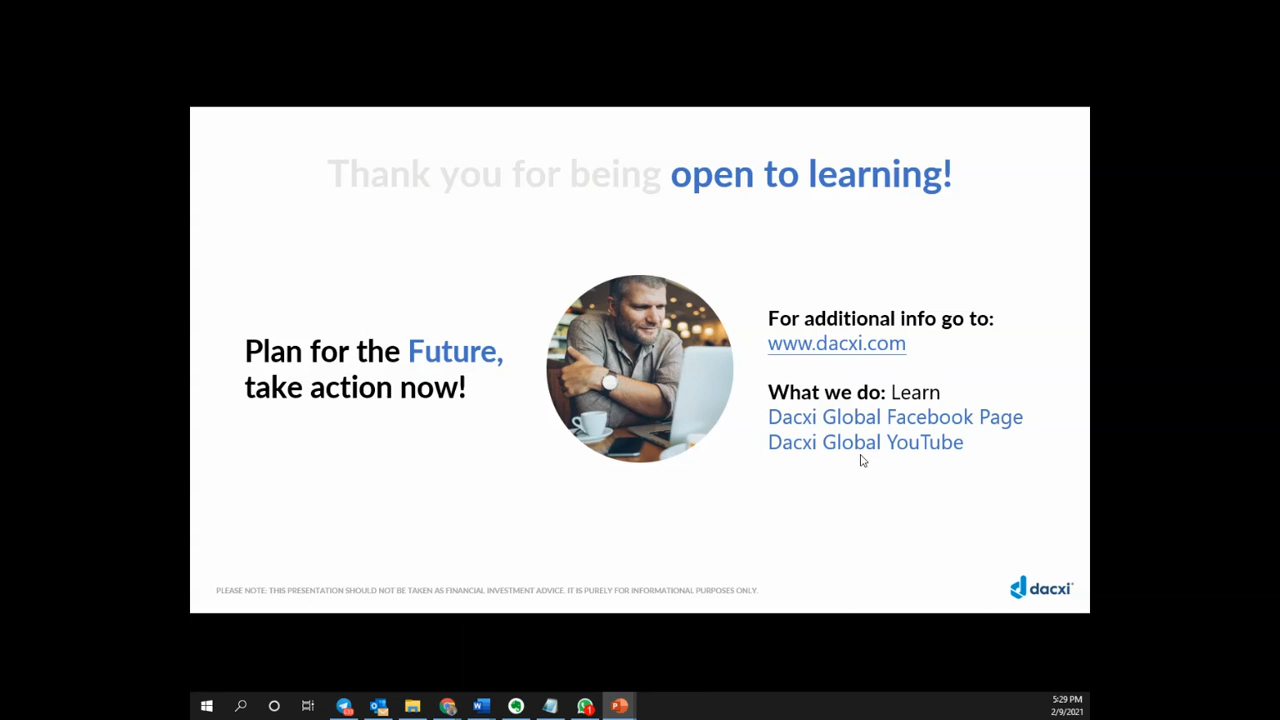 Thank you for being open to learning!
Plan for the Future,
take action now!
For additional info go to:
www.dacxi.com
What we do: Learn
Dacxi Global Facebook Page
Dacxi Global YouTube
PLEASE NOTE: THIS PRESENTATION SHOULD NOT BE TAKEN AS FINANCIAL INVESTMENT ADVICE. IT IS PURELY FOR INFORMATIONAL PURPOSES ONLY.
dacxi
5:29 PM
2/9/2021